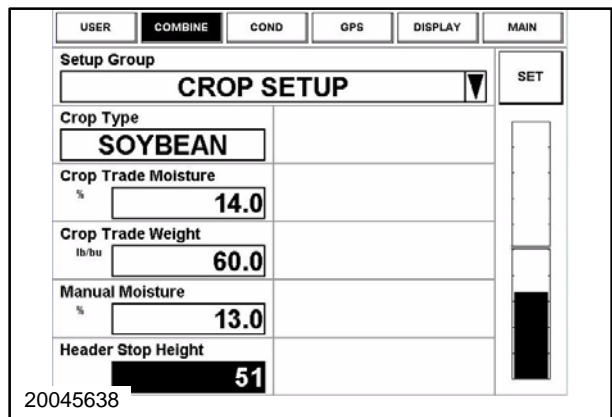 USER COMBINE COND GPS DISPLAY MAIN
Setup Group
CROP SETUP
SET
Crop Type
SOYBEAN
Crop Trade Moisture
% 14.0
Crop Trade Weight
lb/bu 60.0
Manual Moisture
% 13.0
Header Stop Height
51
20045638